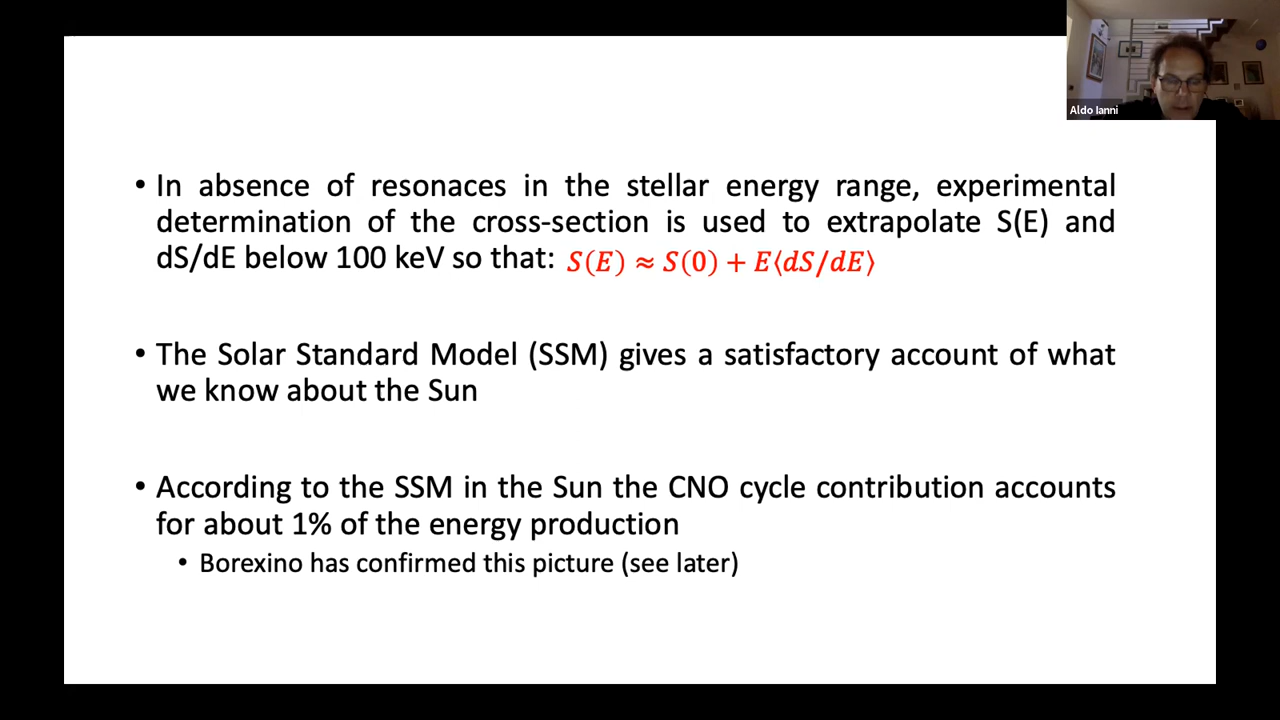 Aldo Ianni
• In absence of resonaces in the stellar energy range, experimental
determination of the cross-section is used to extrapolate S(E) and
dS/dE below 100 keV so that: S(E) ≈ S(0) + E⟨dS/dE⟩
• The Solar Standard Model (SSM) gives a satisfactory account of what
we know about the Sun
• According to the SSM in the Sun the CNO cycle contribution accounts
for about 1% of the energy production
• Borexino has confirmed this picture (see later)